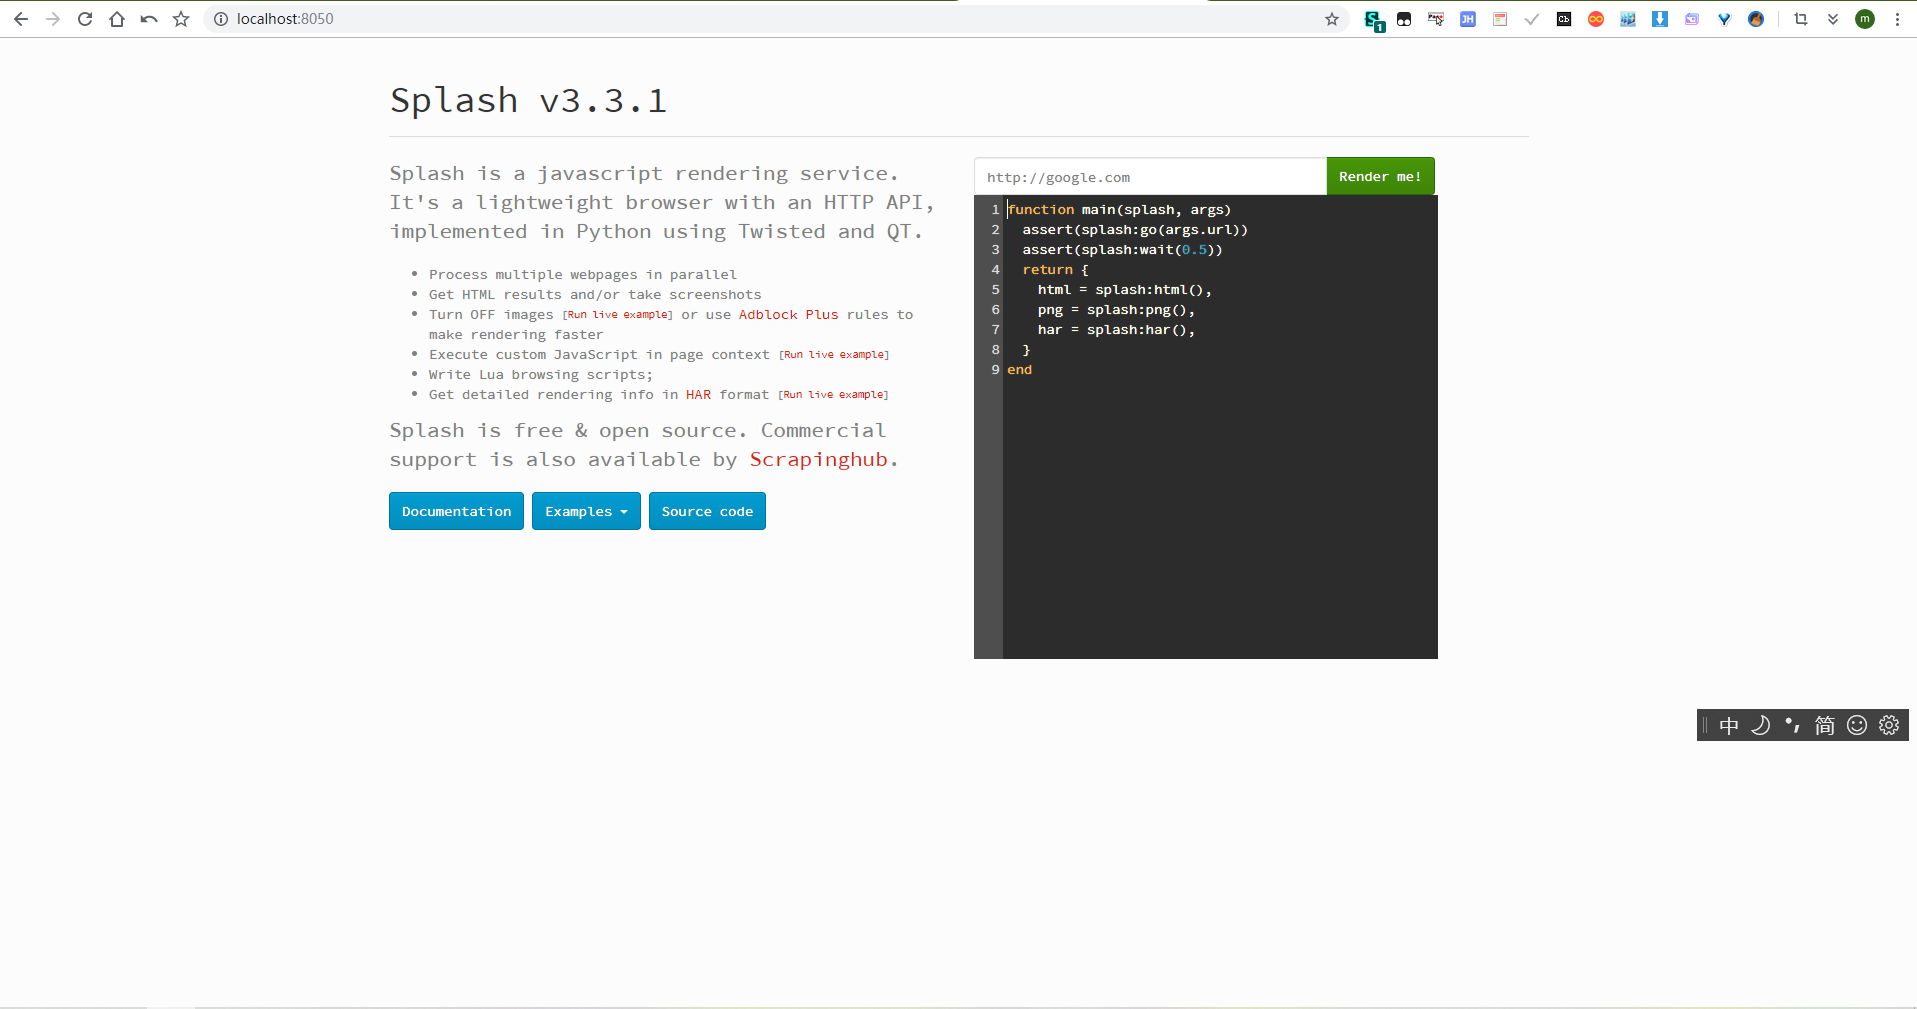 localhost:8050
1
JH
Cb
m
Splash v3.3.1
Splash is a javascript rendering service.
It's a lightweight browser with an HTTP API,
implemented in Python using Twisted and QT.
Process multiple webpages in parallel
Get HTML results and/or take screenshots
Turn OFF images [Run live example] or use Adblock Plus rules to
make rendering faster
Execute custom JavaScript in page context [Run live example]
Write Lua browsing scripts;
Get detailed rendering info in HAR format [Run live example]
Splash is free & open source. Commercial
support is also available by Scrapinghub.
Documentation
Examples
Source code
http://google.com
Render me!
1 function main(splash, args)
2   assert(splash:go(args.url))
3   assert(splash:wait(0.5))
4   return {
5     html = splash:html(),
6     png = splash:png(),
7     har = splash:har(),
8   }
9 end
中 简